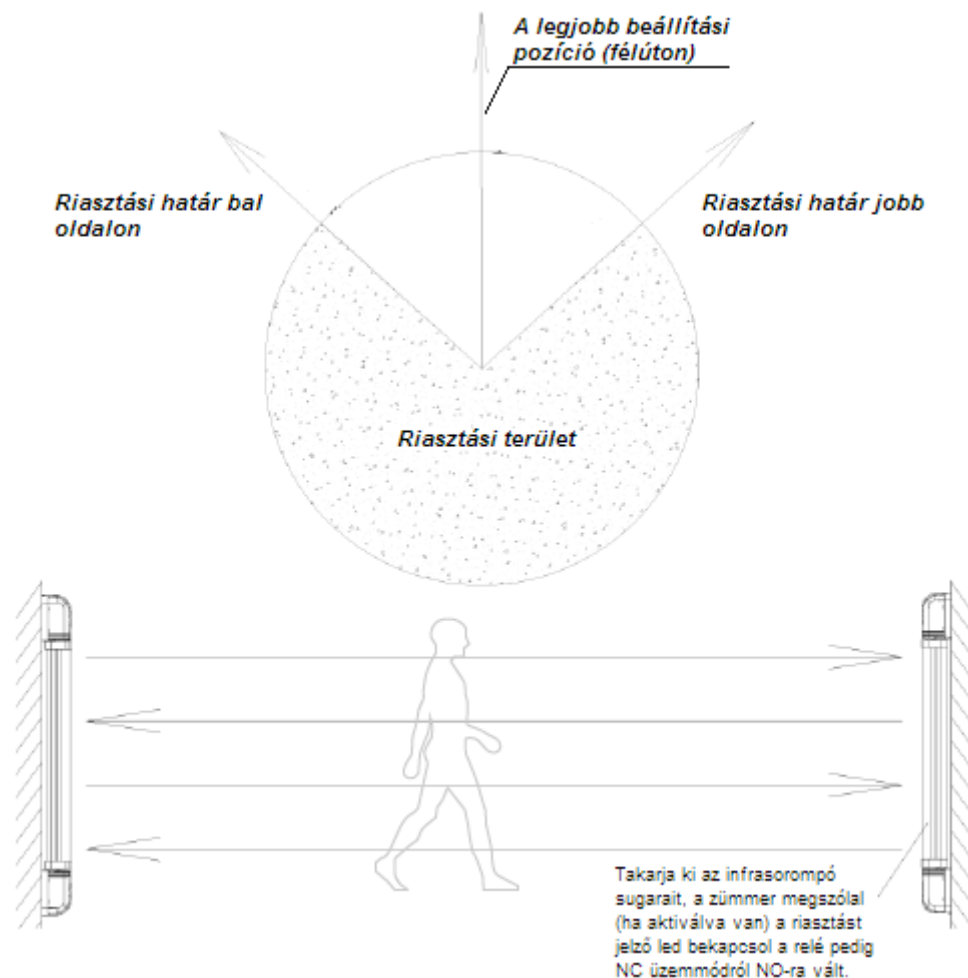 A legjobb beállítási
pozíció (félúton)
Riasztási határ bal
oldalon
Riasztási határ jobb
oldalon
Riasztási terület
Takarja ki az infrasorompó
sugarait, a zümmer megszólal
(ha aktiválva van) a riasztást
jelző led bekapcsol a relé pedig
NC üzemmódról NO-ra vált.